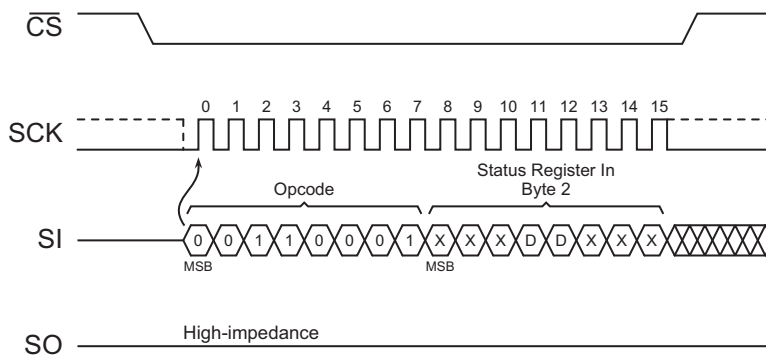 CS
0 1 2 3 4 5 6 7 8 9 10 11 12 13 14 15
SCK
Status Register In
Opcode Byte 2
SI 0 0 1 1 0 0 0 1 X X X D D X X X
MSB MSB
High-impedance
SO